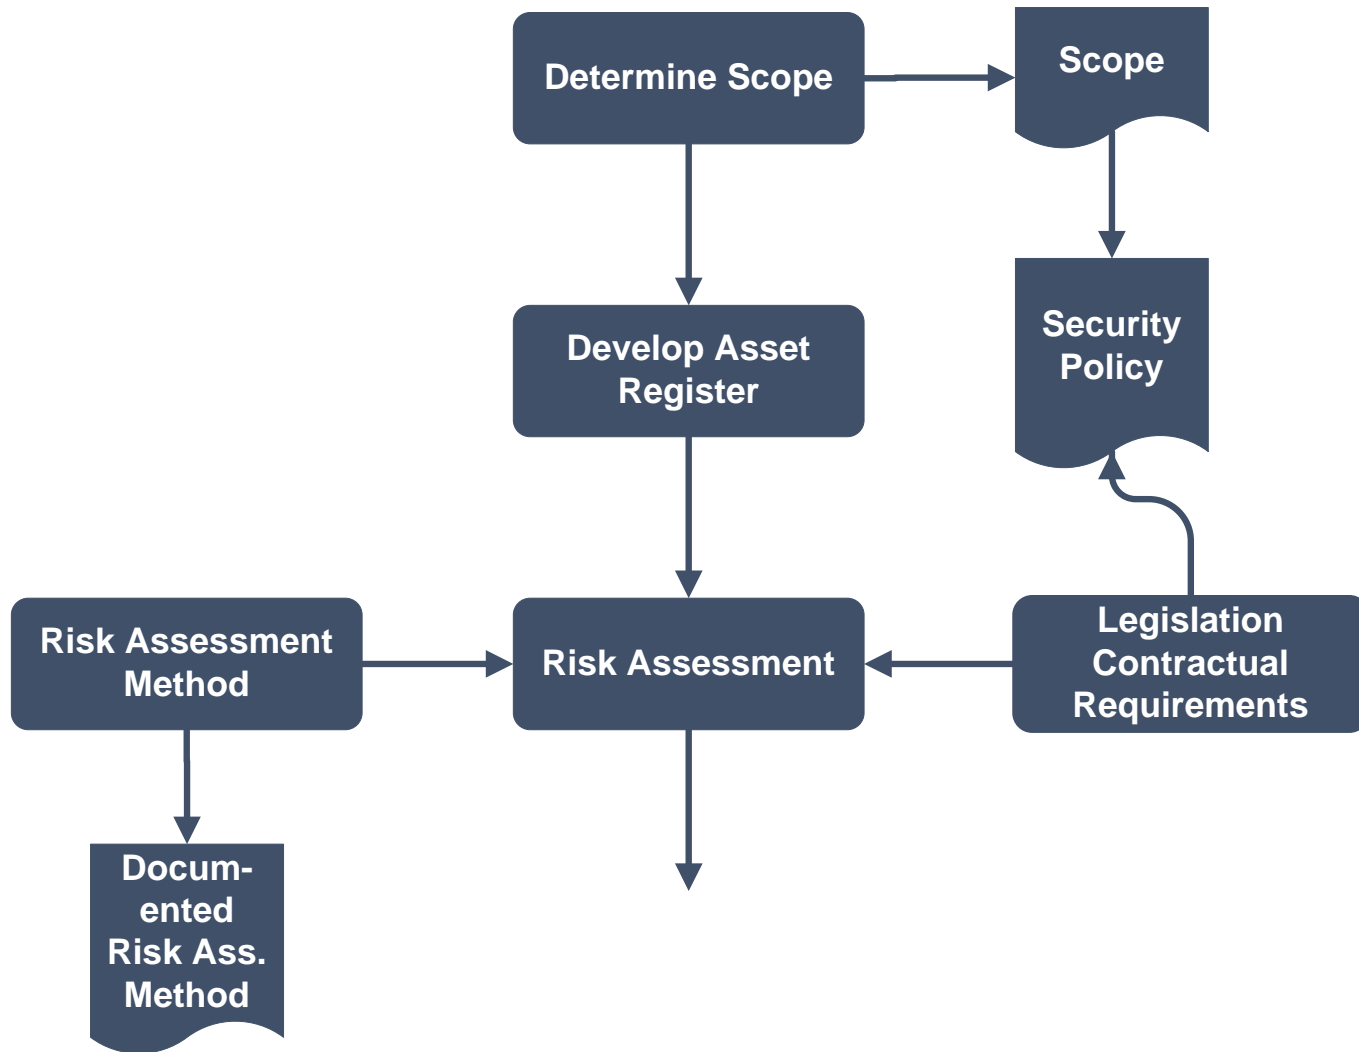 Determine Scope
Scope
Develop Asset
Register
Security
Policy
Risk Assessment
Method
Risk Assessment
Legislation
Contractual
Requirements
Docum-
ented
Risk Ass.
Method